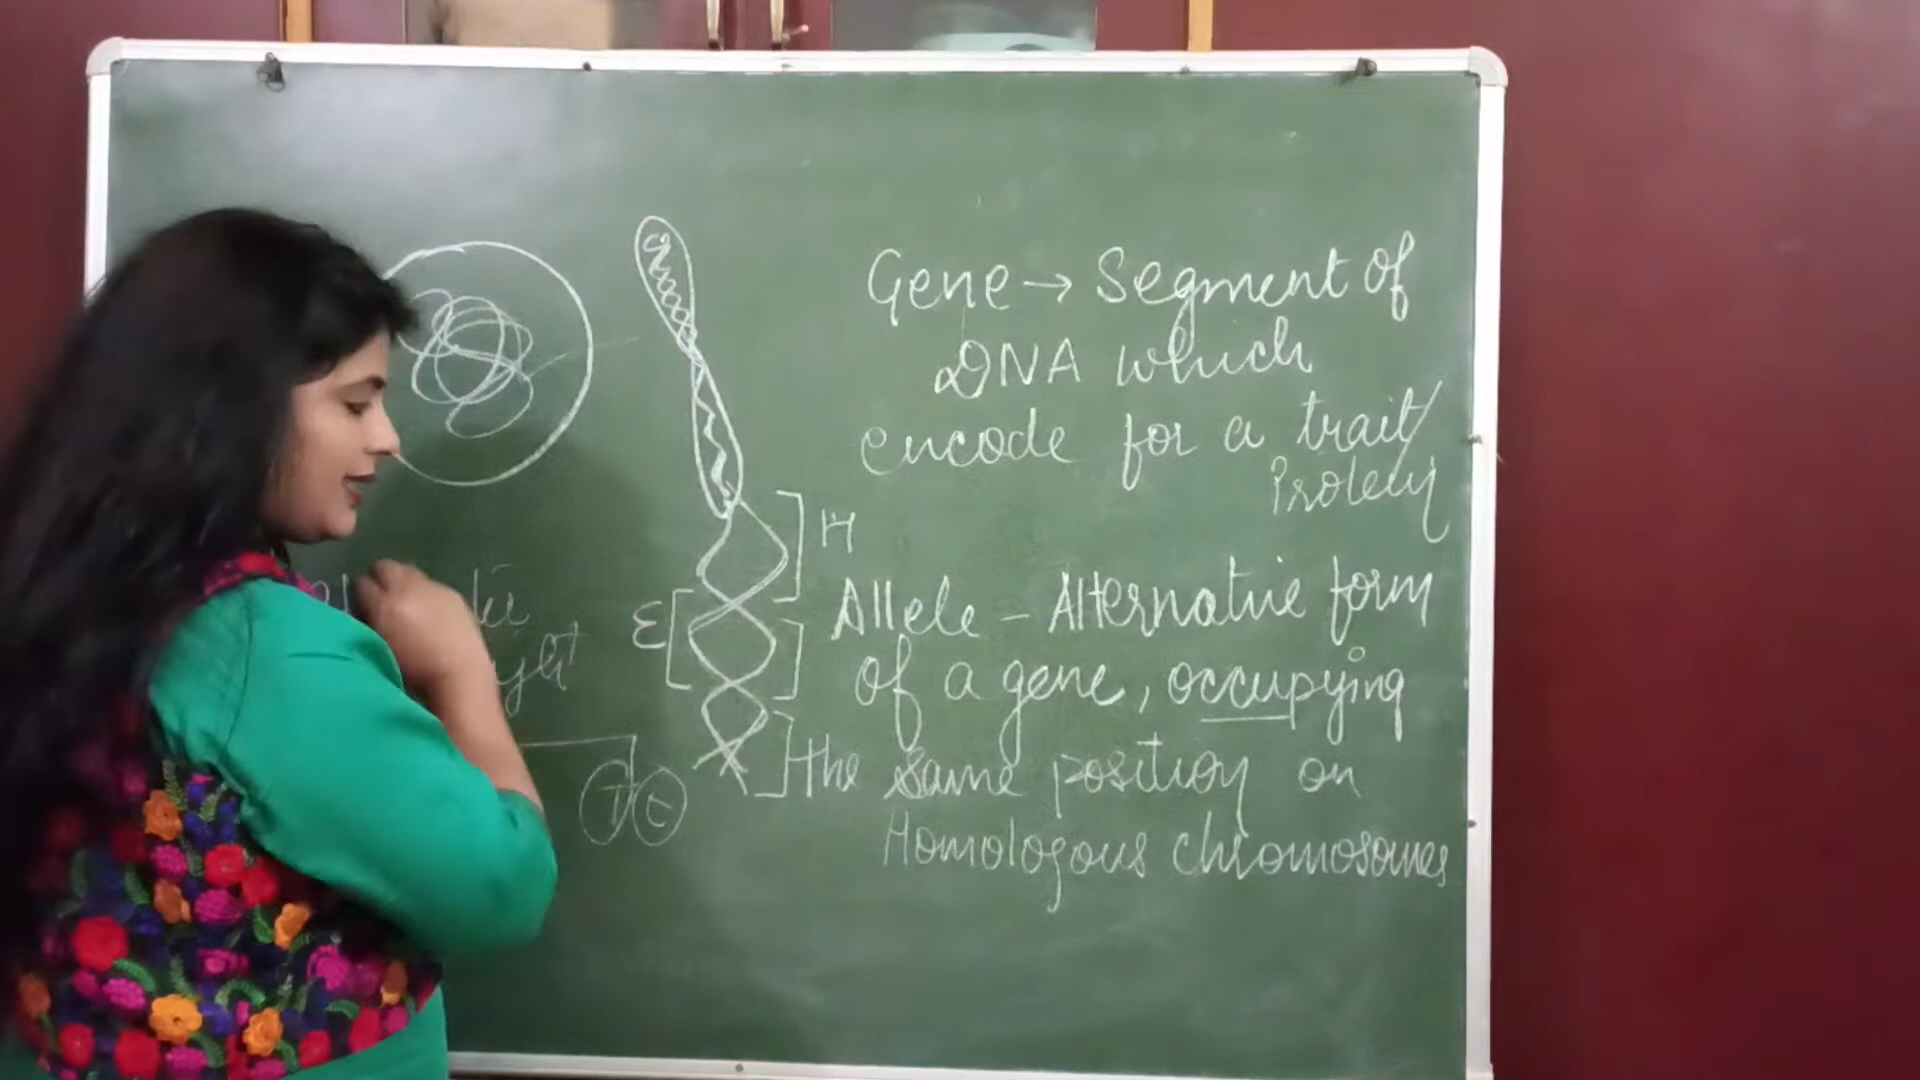 Gene → Segment of
DNA which
encode for a trait/
Protein
H
E
Allele - Alternative form
of a gene, occupying
the same position on
Homologous chromosomes
T